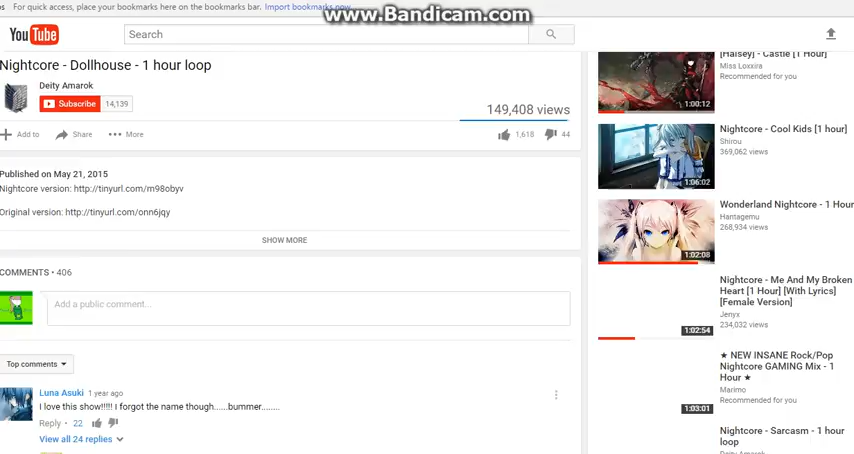 For quick access, place your bookmarks here on the bookmarks bar. Import bookmarks now...
www.Bandicam.com
YouTube
Search
Nightcore - Dollhouse - 1 hour loop
Deity Amarok
Subscribe 14,139
149,408 views
Add to Share More
1,618 44
Published on May 21, 2015
Nightcore version: http://tinyurl.com/m98obyv
Original version: http://tinyurl.com/onn6jqy
SHOW MORE
COMMENTS • 406
Add a public comment...
Top comments
Luna Asuki 1 year ago
I love this show!!!!! I forgot the name though......bummer........
Reply • 22
View all 24 replies
[Halsey] - Castle [1 Hour]
Miss Loxxira
Recommended for you
1:00:12
Nightcore - Cool Kids [1 hour]
Shirou
369,062 views
1:06:02
Wonderland Nightcore - 1 Hour
Hantagemu
268,934 views
1:02:08
Nightcore - Me And My Broken
Heart [1 Hour] [With Lyrics]
[Female Version]
Jenyx
234,032 views
1:02:54
★ NEW INSANE Rock/Pop
Nightcore GAMING Mix - 1
Hour ★
Marimo
Recommended for you
1:03:01
Nightcore - Sarcasm - 1 hour
loop
Deity Amarok